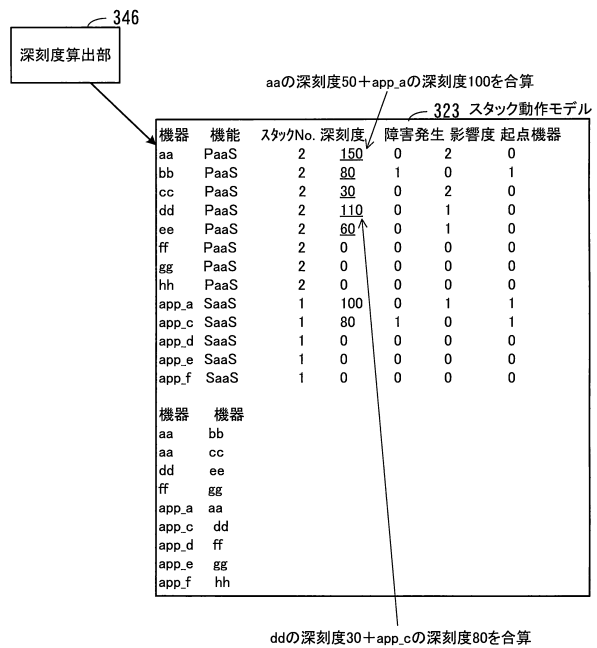 346
深刻度算出部
aaの深刻度50＋app_aの深刻度100を合算
323 スタック動作モデル
機器 機能 ｽﾀｯｸNo. 深刻度 障害発生 影響度 起点機器
aa PaaS 2 150 0 2 0
bb PaaS 2 80 1 0 1
cc PaaS 2 30 0 2 0
dd PaaS 2 110 0 1 0
ee PaaS 2 60 0 1 0
ff PaaS 2 0 0 0 0
gg PaaS 2 0 0 0 0
hh PaaS 2 0 0 0 0
app_a SaaS 1 100 0 1 1
app_c SaaS 1 80 1 0 1
app_d SaaS 1 0 0 0 0
app_e SaaS 1 0 0 0 0
app_f SaaS 1 0 0 0 0
機器 機器
aa bb
aa cc
dd ee
ff gg
app_a aa
app_c dd
app_d ff
app_e gg
app_f hh
ddの深刻度30＋app_cの深刻度80を合算